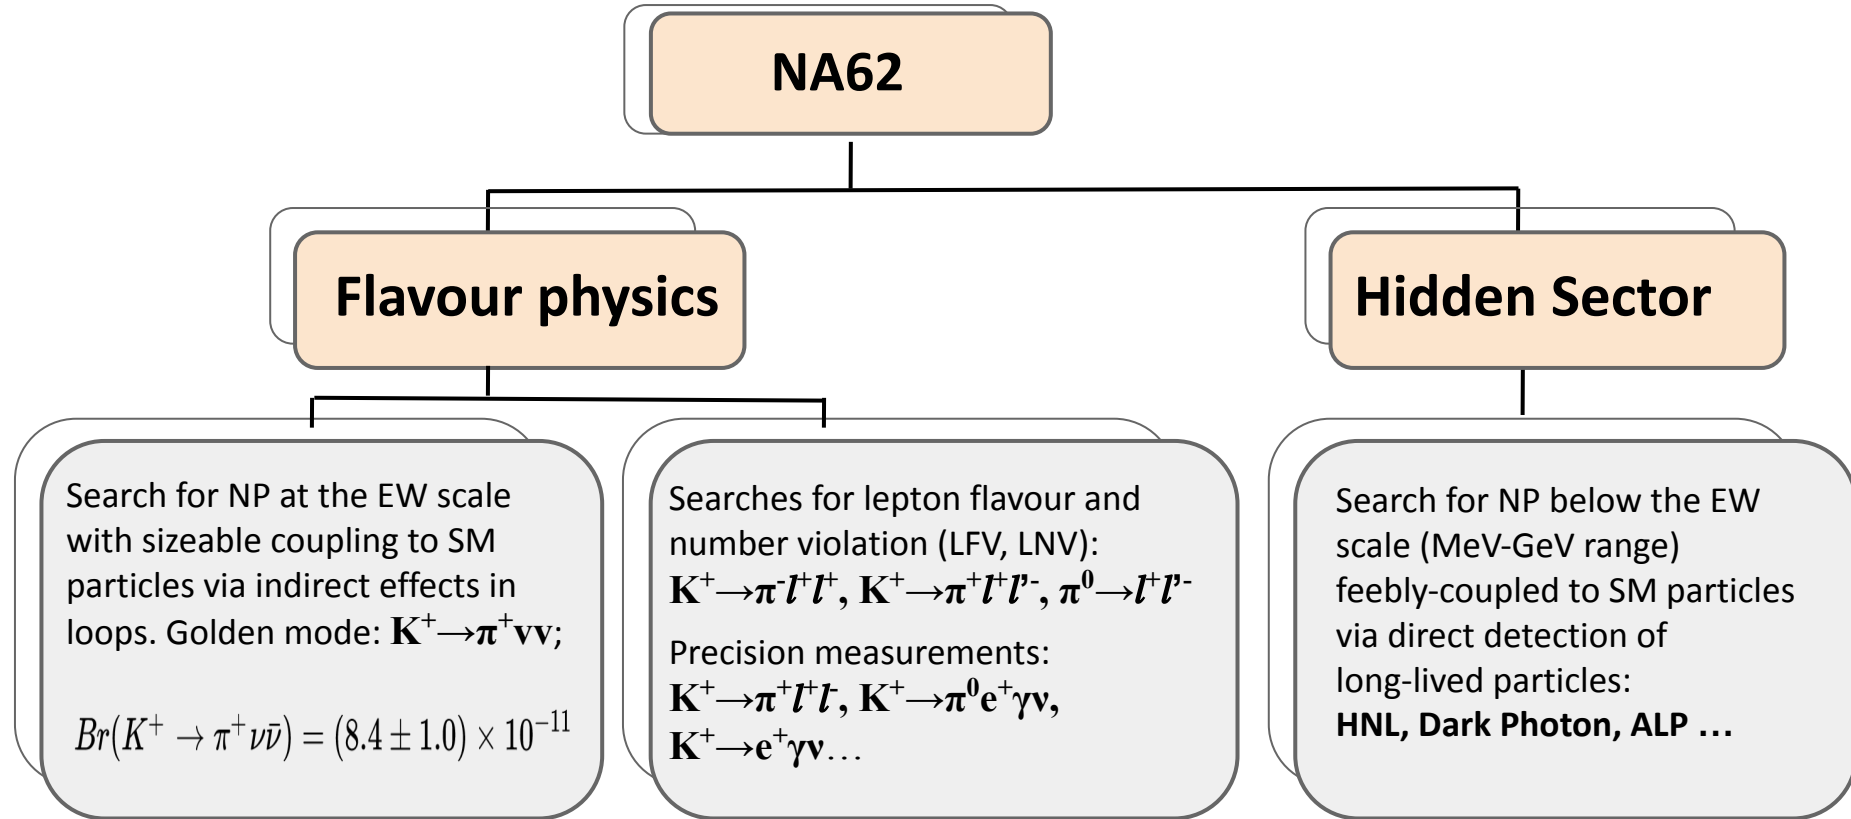 NA62
Flavour physics
Hidden Sector
Search for NP at the EW scale
with sizeable coupling to SM
particles via indirect effects in
loops. Golden mode: K⁺→π⁺νν;
Br(K⁺ → π⁺νν̄) = (8.4 ± 1.0) × 10⁻¹¹
Searches for lepton flavour and
number violation (LFV, LNV):
K⁺→π⁻l⁺l⁺, K⁺→π⁺l⁺l'⁻, π⁰→l⁺l'⁻
Precision measurements:
K⁺→π⁺l⁺l⁻, K⁺→π⁰e⁺γν,
K⁺→e⁺γν…
Search for NP below the EW
scale (MeV-GeV range)
feebly-coupled to SM particles
via direct detection of
long-lived particles:
HNL, Dark Photon, ALP …